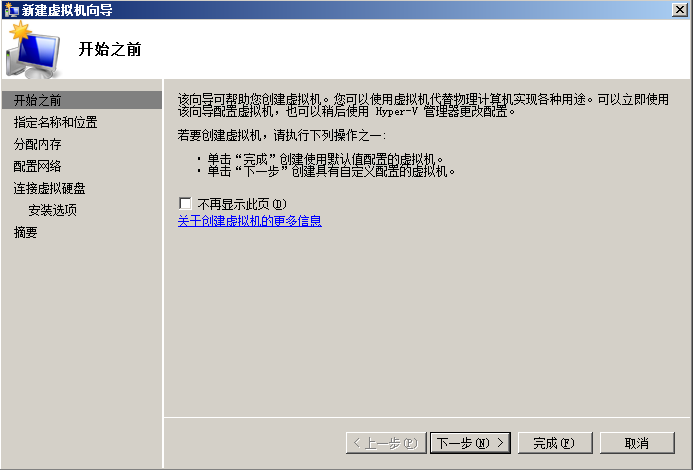 新建虚拟机向导
开始之前
开始之前
指定名称和位置
分配内存
配置网络
连接虚拟硬盘
安装选项
摘要
该向导可帮助您创建虚拟机。您可以使用虚拟机代替物理计算机实现各种用途。可以立即使用
该向导配置虚拟机，也可以稍后使用 Hyper-V 管理器更改配置。
若要创建虚拟机，请执行下列操作之一:
· 单击“完成”创建使用默认值配置的虚拟机。
· 单击“下一步”创建具有自定义配置的虚拟机。
不再显示此页(D)
关于创建虚拟机的更多信息
< 上一步(P) 下一步(N) > 完成(F) 取消